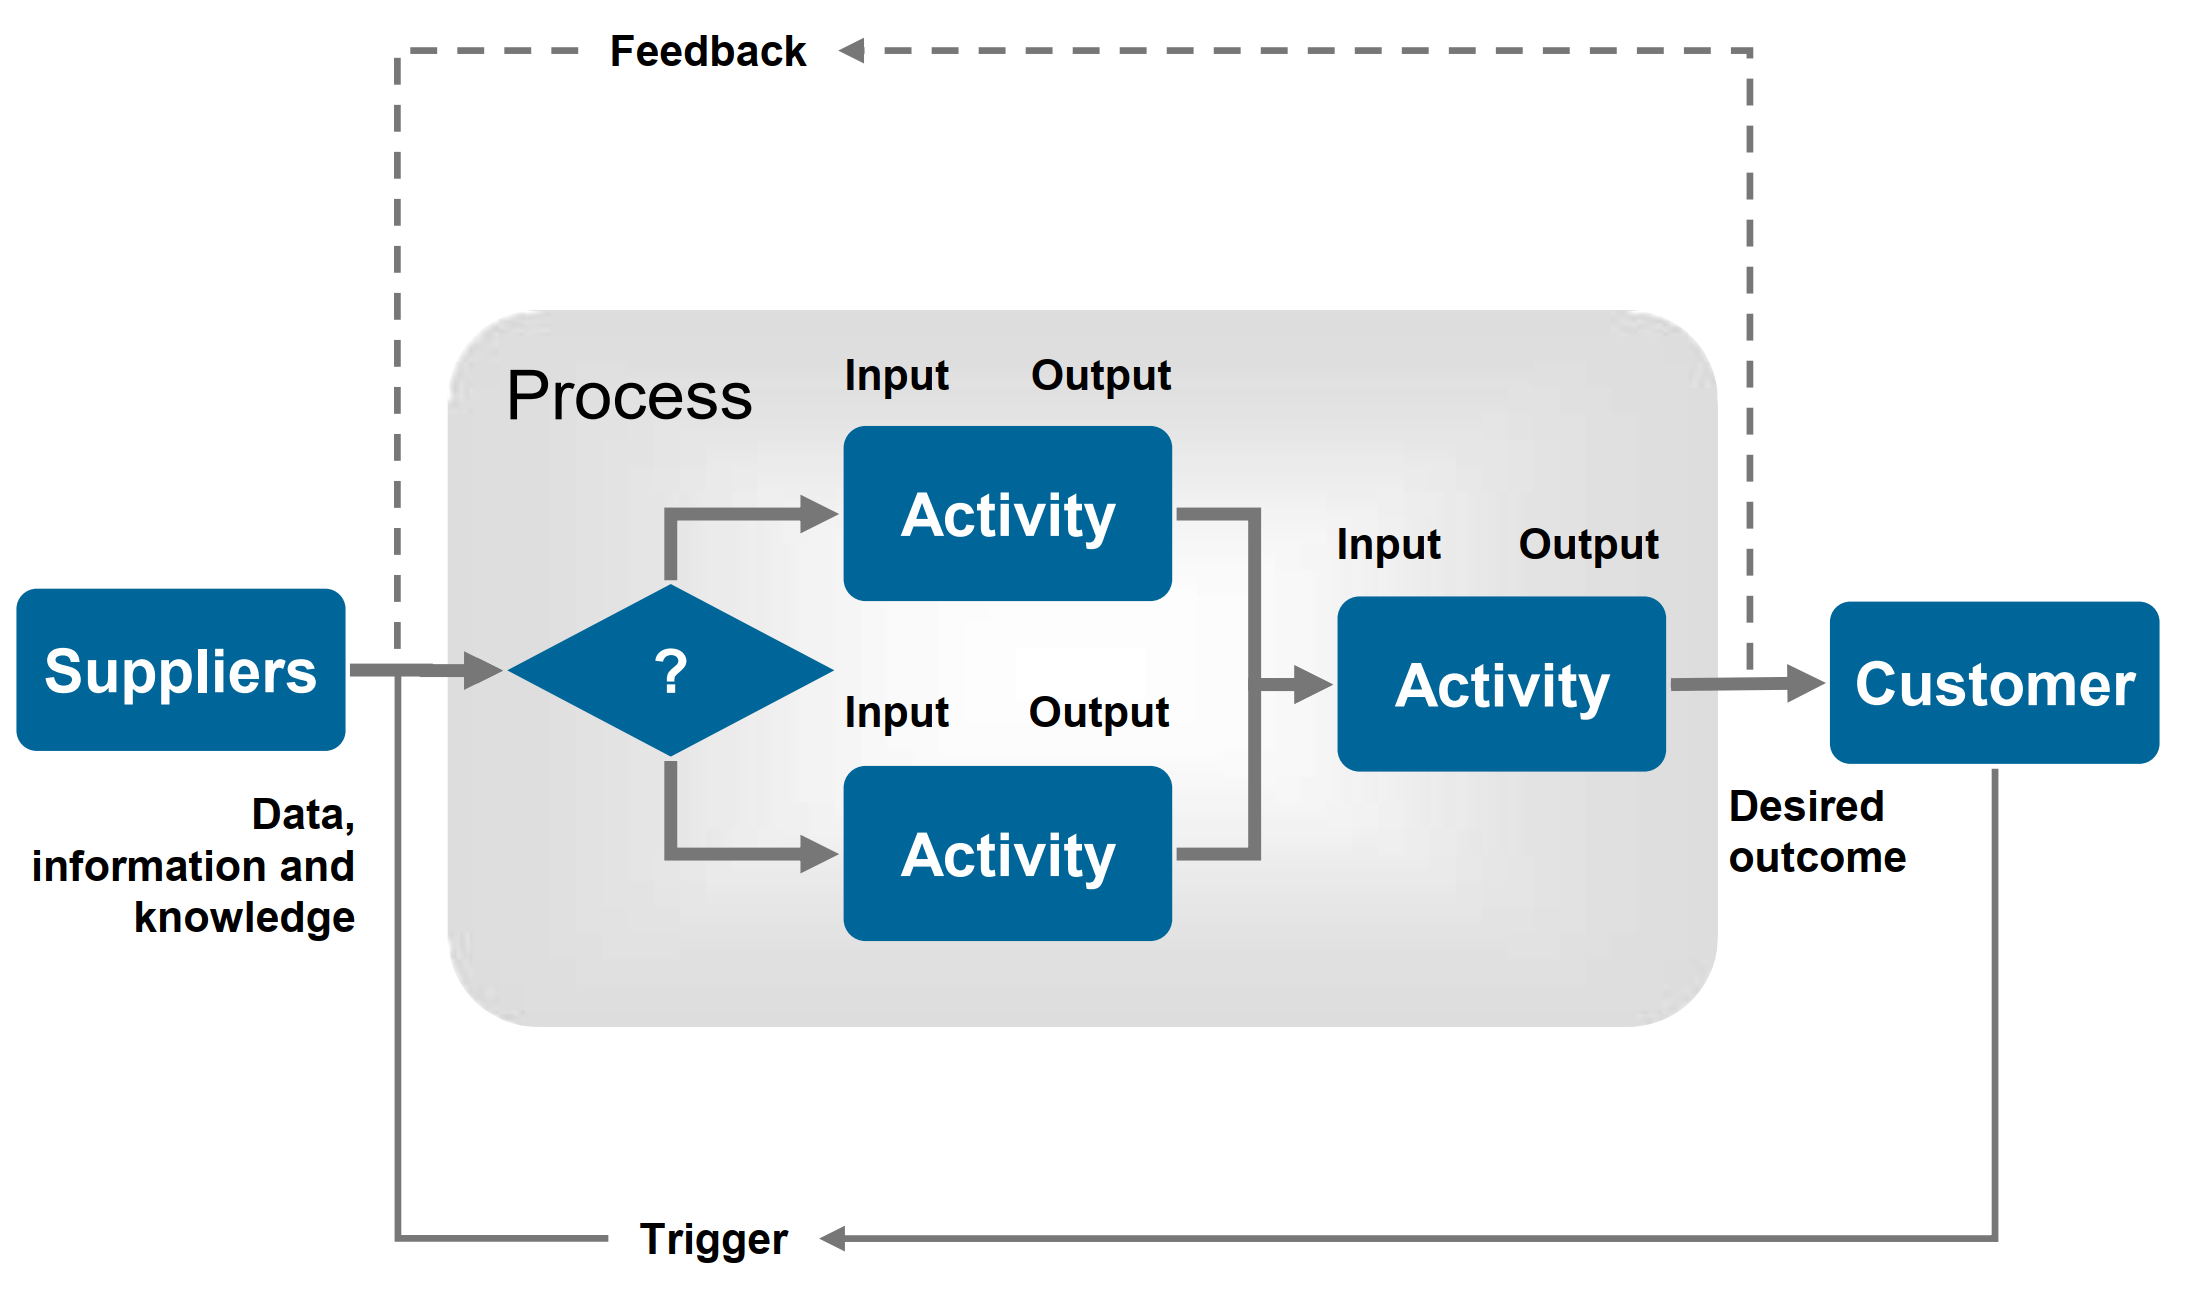 Feedback
Process
Input Output
Activity
Input Output
Suppliers
?
Activity
Customer
Input Output
Activity
Data,
information and
knowledge
Desired
outcome
Trigger